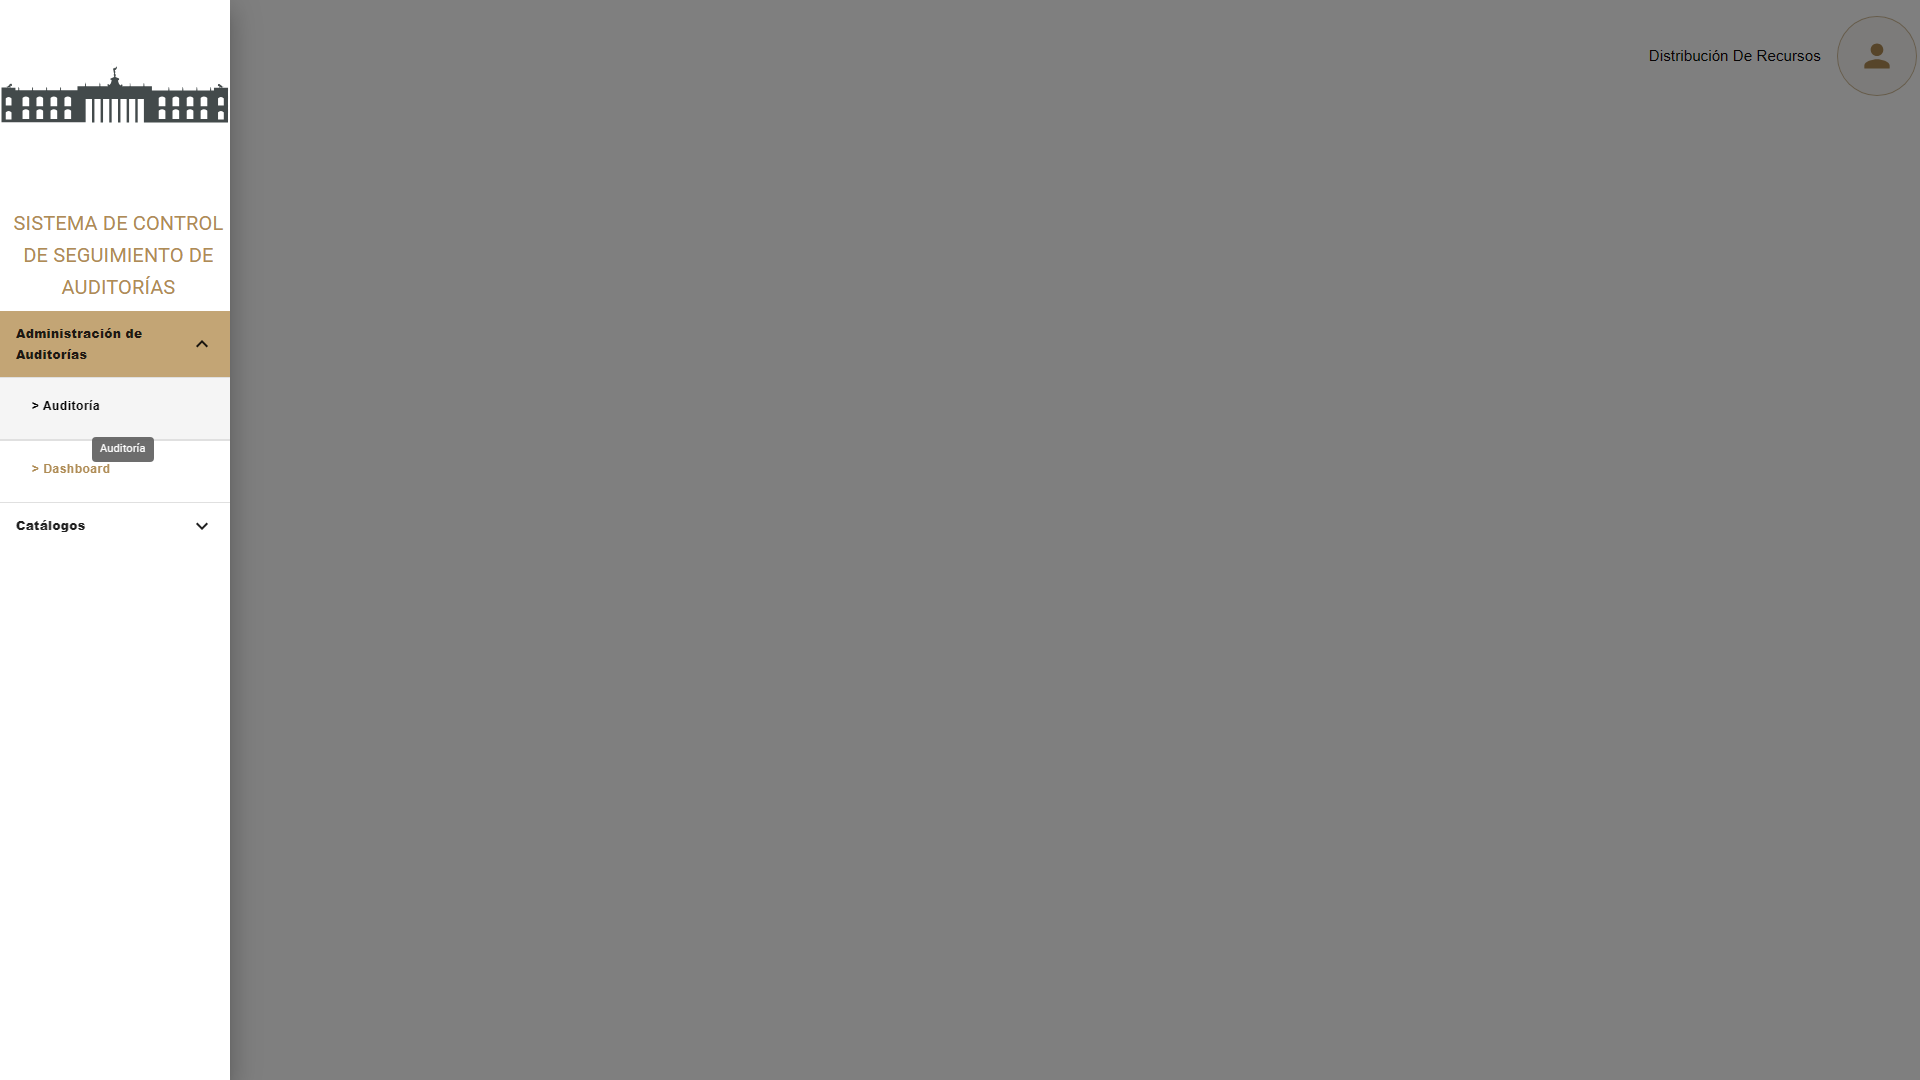 Distribución De Recursos
SISTEMA DE CONTROL
DE SEGUIMIENTO DE
AUDITORÍAS
Administración de
Auditorías
> Auditoría
Auditoría
> Dashboard
Catálogos